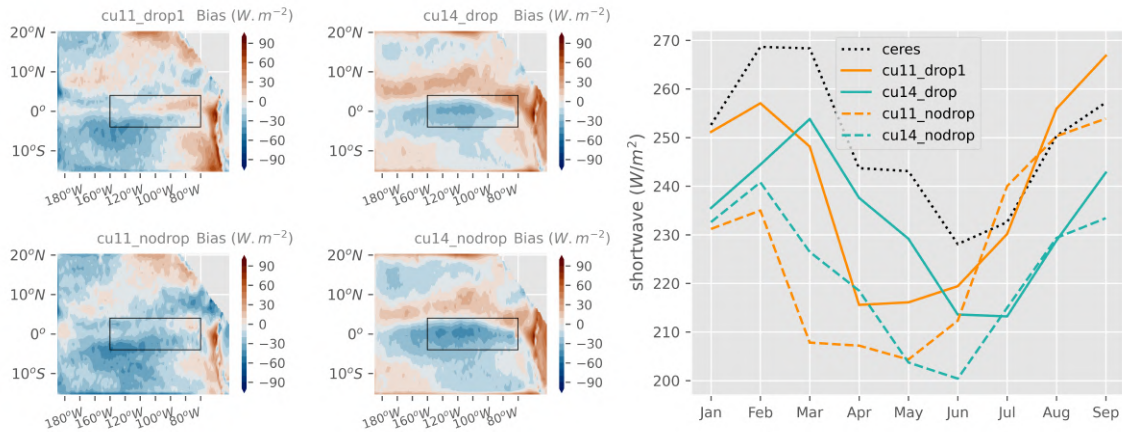 cu11_drop1 Bias (W.m−2)
20°N
10°N
0°
10°S
180°W
160°W
140°W
120°W
100°W
80°W
90
60
30
0
−30
−60
−90
cu14_drop Bias (W.m−2)
20°N
10°N
0°
10°S
180°W
160°W
140°W
120°W
100°W
80°W
90
60
30
0
−30
−60
−90
cu11_nodrop Bias (W.m−2)
20°N
10°N
0°
10°S
180°W
160°W
140°W
120°W
100°W
80°W
90
60
30
0
−30
−60
−90
cu14_nodrop Bias (W.m−2)
20°N
10°N
0°
10°S
180°W
160°W
140°W
120°W
100°W
80°W
90
60
30
0
−30
−60
−90
shortwave (W/m2)
270
260
250
240
230
220
210
200
ceres
cu11_drop1
cu14_drop
cu11_nodrop
cu14_nodrop
Jan Feb Mar Apr May Jun Jul Aug Sep